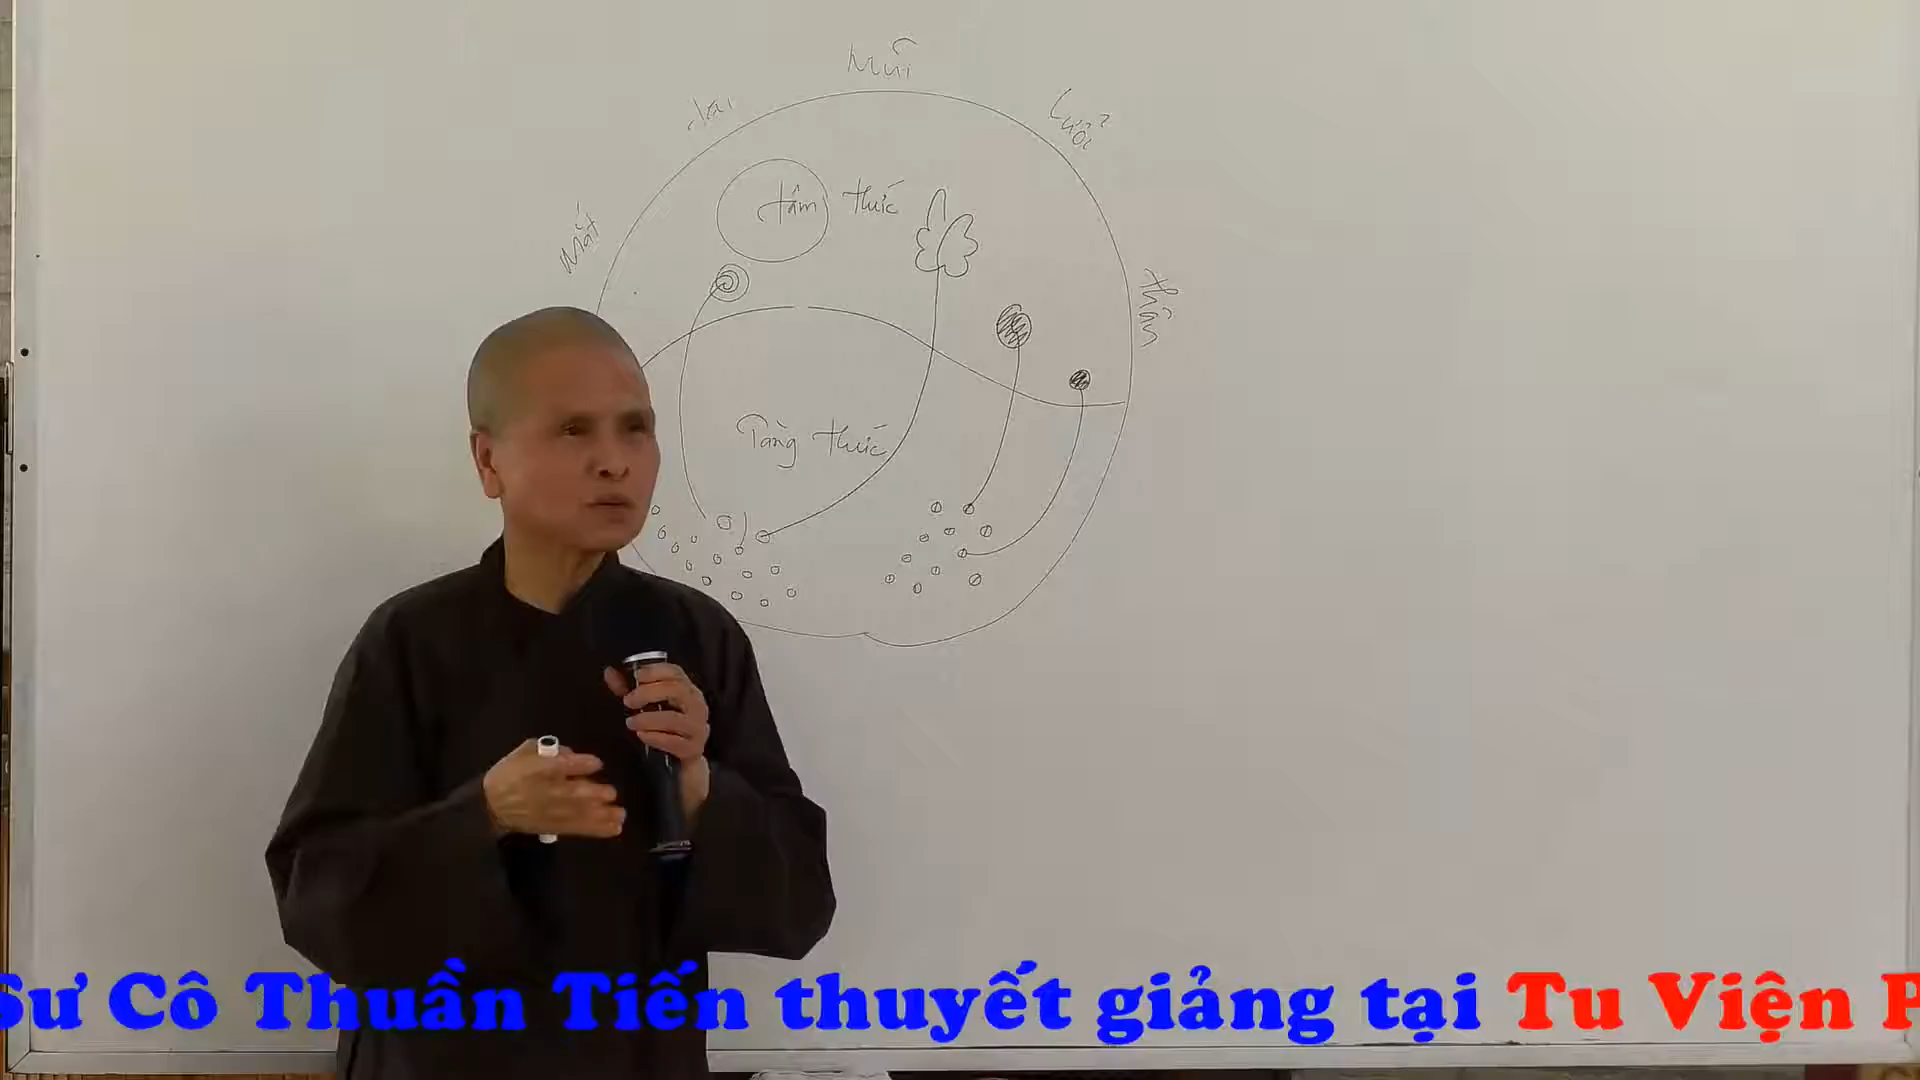 Mũi
Tai
Lưỡi
tâm thức
Mắt
thân
Tàng thức
Sư Cô Thuần Tiến thuyết giảng tại Tu Viện P